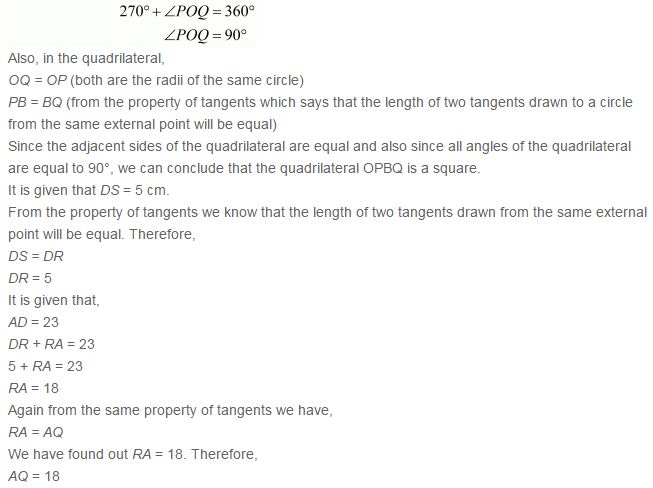 270° + ∠POQ = 360°
∠POQ = 90°
Also, in the quadrilateral,
OQ = OP (both are the radii of the same circle)
PB = BQ (from the property of tangents which says that the length of two tangents drawn to a circle
from the same external point will be equal)
Since the adjacent sides of the quadrilateral are equal and also since all angles of the quadrilateral
are equal to 90°, we can conclude that the quadrilateral OPBQ is a square.
It is given that DS = 5 cm.
From the property of tangents we know that the length of two tangents drawn from the same external
point will be equal. Therefore,
DS = DR
DR = 5
It is given that,
AD = 23
DR + RA = 23
5 + RA = 23
RA = 18
Again from the same property of tangents we have,
RA = AQ
We have found out RA = 18. Therefore,
AQ = 18